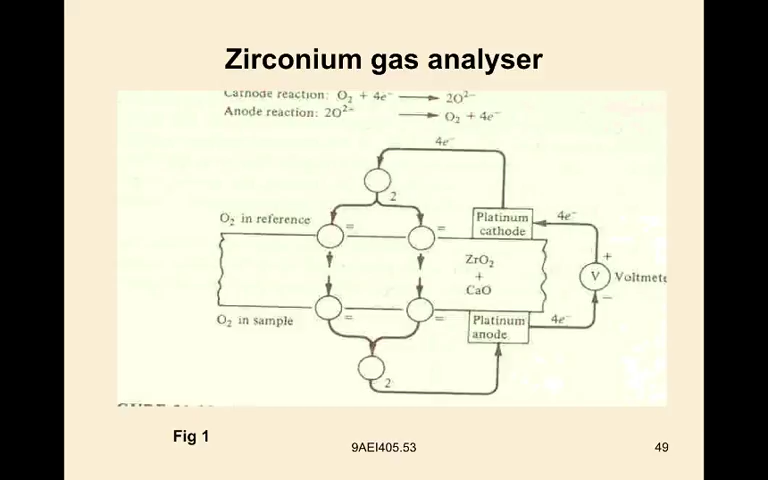 Zirconium gas analyser
Cathode reaction: O₂ + 4e⁻ → 2O²⁻
Anode reaction: 2O²⁻ → O₂ + 4e⁻
4e⁻
2
O₂ in reference
=
=
Platinum
cathode
4e⁻
+
ZrO₂
+
CaO
V
Voltmete
−
O₂ in sample
=
=
Platinum
anode
4e⁻
2
Fig 1
9AEI405.53
49